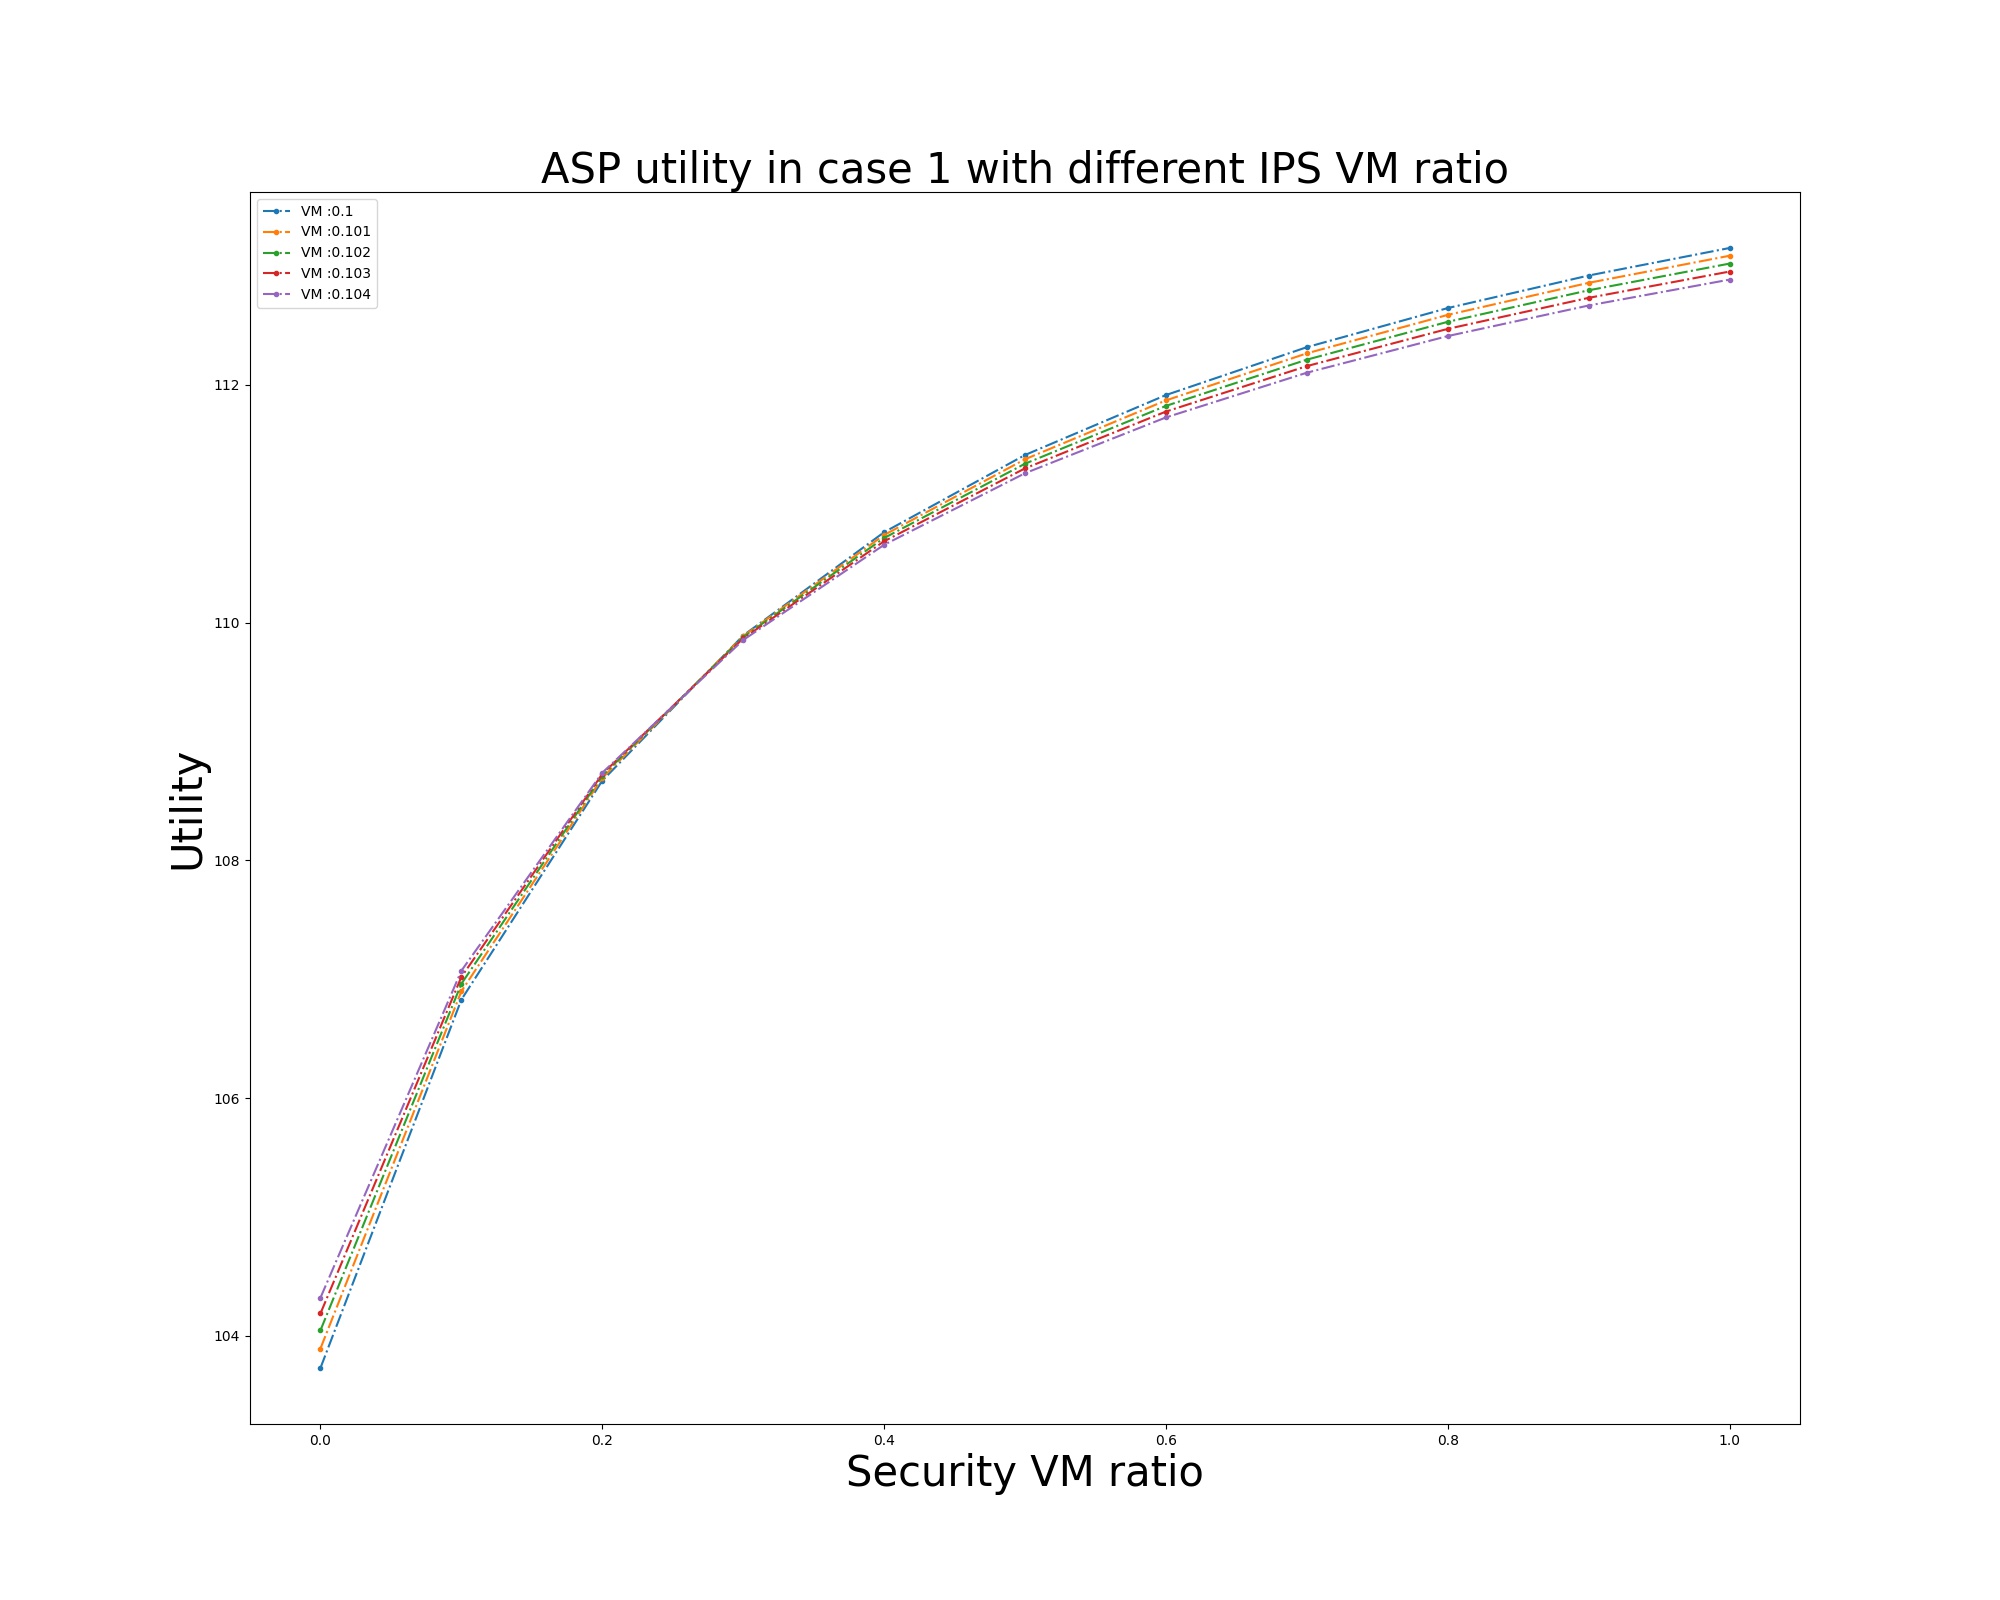 ASP utility in case 1 with different IPS VM ratio
VM :0.1
VM :0.101
VM :0.102
VM :0.103
VM :0.104
112
110
108
106
104
Utility
0.0 0.2 0.4 0.6 0.8 1.0
Security VM ratio